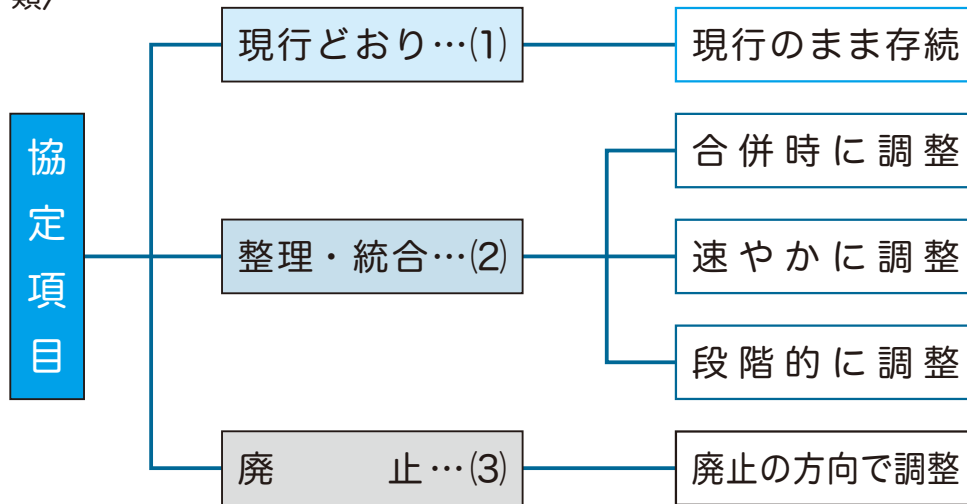 協定項目
現行どおり…(1)
現行のまま存続
整理・統合…(2)
合併時に調整
速やかに調整
段階的に調整
廃止…(3)
廃止の方向で調整